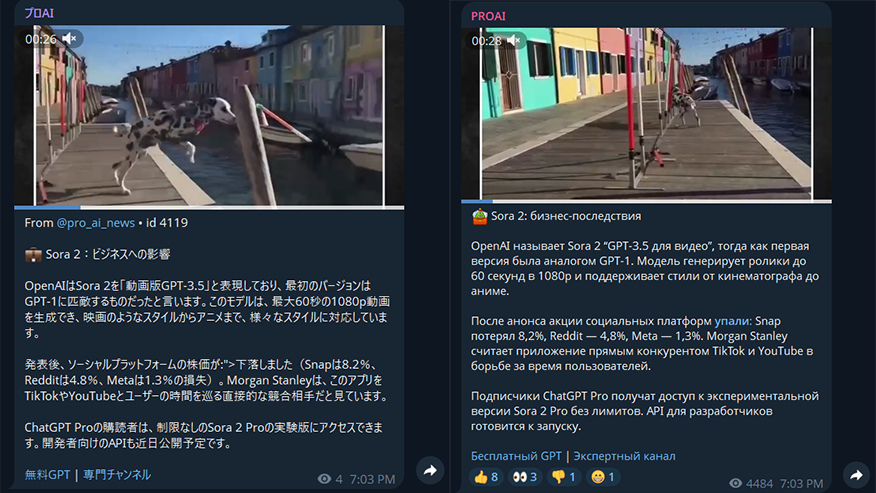 プロAI
00:26
From @pro_ai_news • id 4119
Sora 2：ビジネスへの影響
OpenAIはSora 2を「動画版GPT-3.5」と表現しており、最初のバージョンは
GPT-1に匹敵するものだったと言います。このモデルは、最大60秒の1080p動画
を生成でき、映画のようなスタイルからアニメまで、様々なスタイルに対応していま
す。
発表後、ソーシャルプラットフォームの株価が:">下落しました（Snapは8.2%、
Redditは4.8%、Metaは1.3%の損失）。Morgan Stanleyは、このアプリを
TikTokやYouTubeとユーザーの時間を巡る直接的な競合相手だと見ています。
ChatGPT Proの購読者は、制限なしのSora 2 Proの実験版にアクセスできま
す。開発者向けのAPIも近日公開予定です。
無料GPT | 専門チャンネル
4 7:03 PM
PROAI
00:28
Sora 2: бизнес-последствия
OpenAI называет Sora 2 “GPT-3.5 для видео”, тогда как первая
версия была аналогом GPT-1. Модель генерирует ролики до
60 секунд в 1080p и поддерживает стили от кинематографа до
аниме.
После анонса акции социальных платформ упали: Snap
потерял 8,2%, Reddit — 4,8%, Meta — 1,3%. Morgan Stanley
считает приложение прямым конкурентом TikTok и YouTube в
борьбе за время пользователей.
Подписчики ChatGPT Pro получат доступ к экспериментальной
версии Sora 2 Pro без лимитов. API для разработчиков
готовится к запуску.
Бесплатный GPT | Экспертный канал
8 3 1 1
4484 7:03 PM